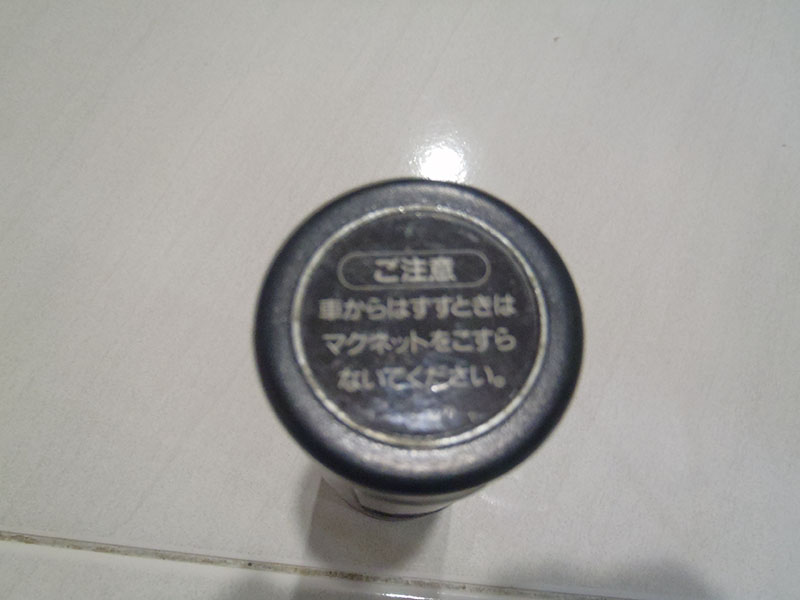 ご注意
車からはずすときは
マグネットをこすら
ないでください。